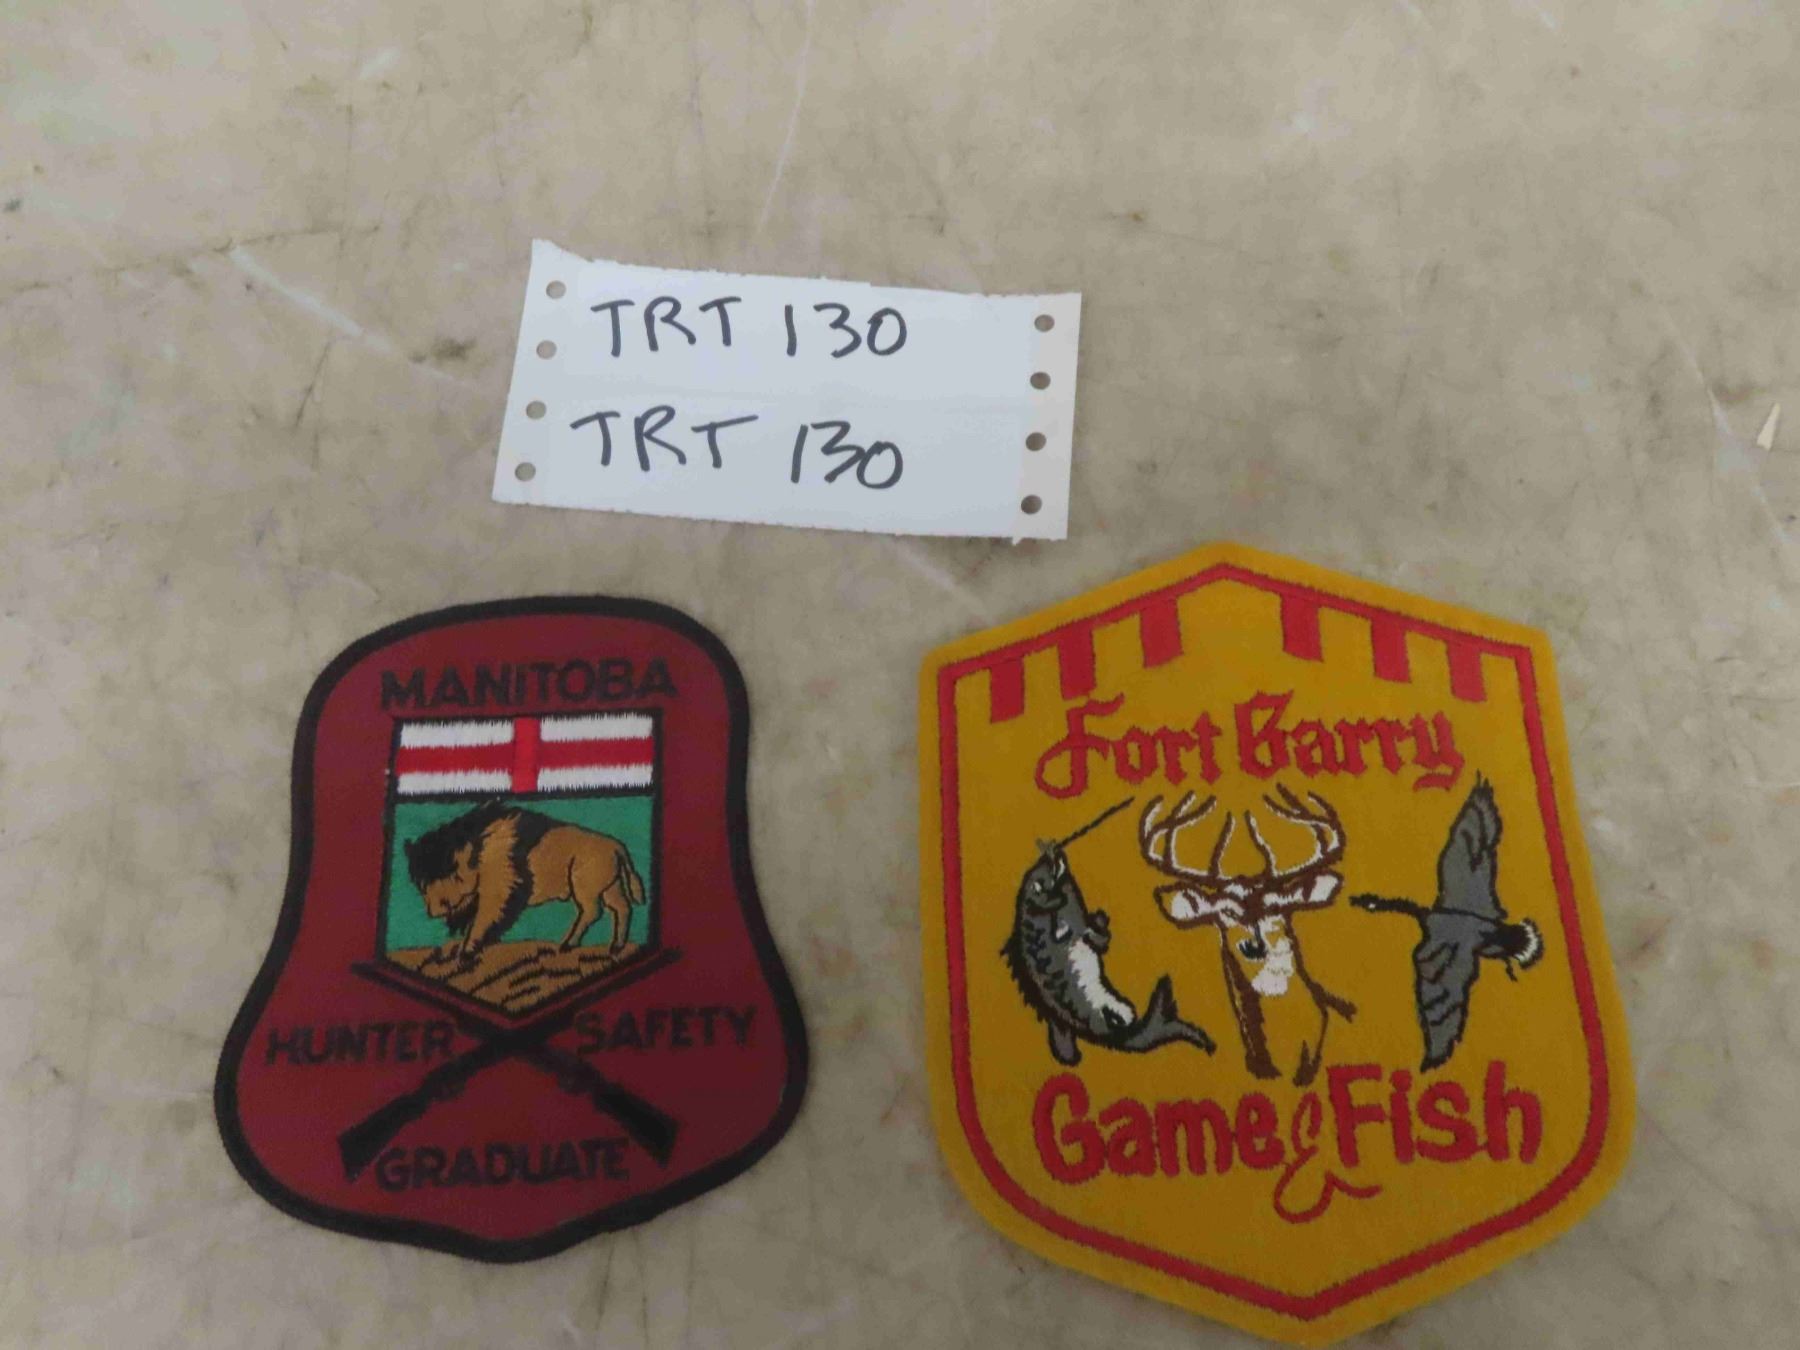 TRT 130
TRT 130
MANITOBA
HUNTER SAFETY
GRADUATE
Fort Garry
Game & Fish